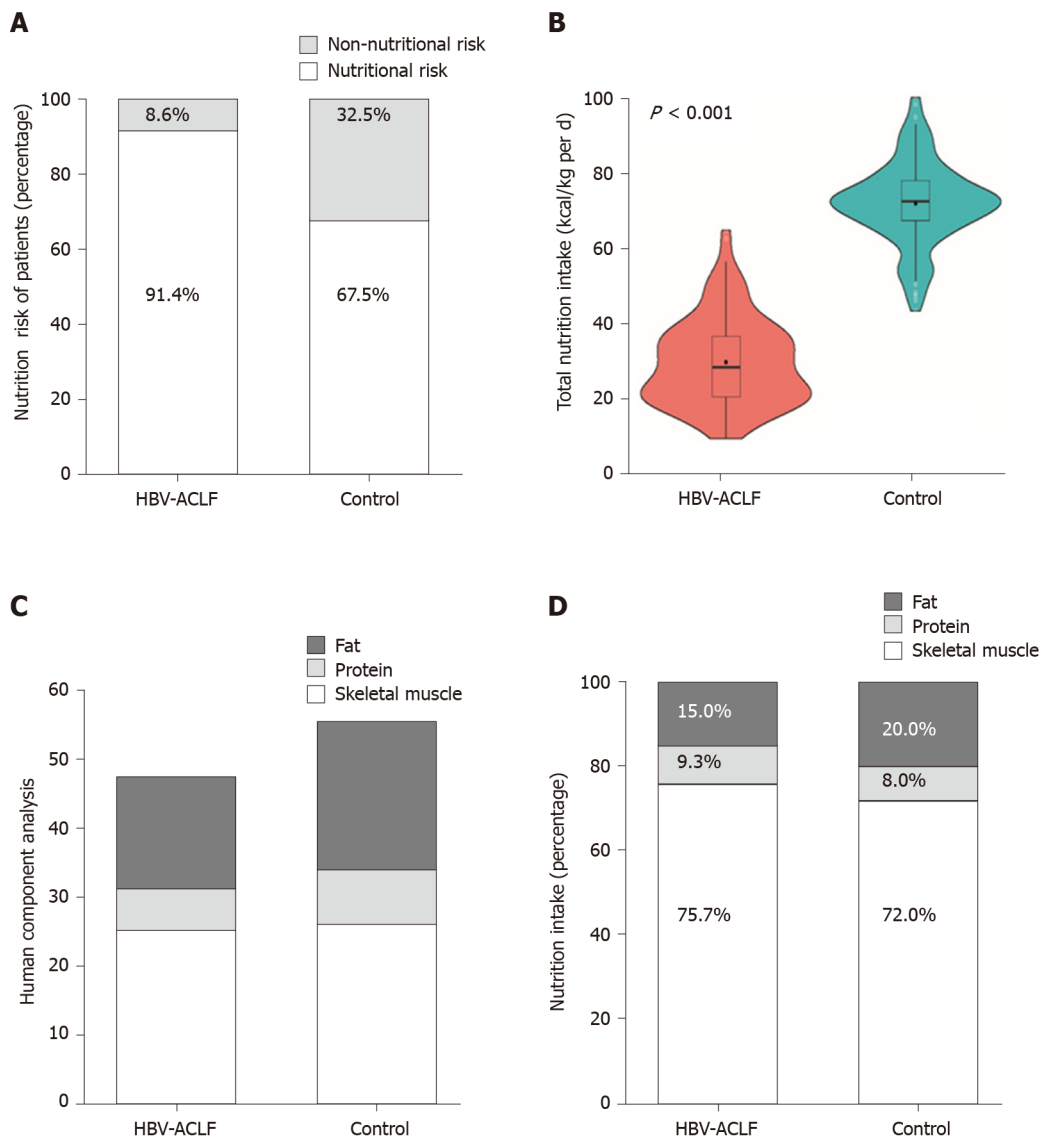 A
Non-nutritional risk
Nutritional risk
Nutrition risk of patients (percentage)
100
80
60
40
20
0
8.6%
32.5%
91.4%
67.5%
HBV-ACLF
Control
B
P < 0.001
Total nutrition intake (kcal/kg per d)
100
80
60
40
20
0
HBV-ACLF
Control
C
Fat
Protein
Skeletal muscle
Human component analysis
60
50
40
30
20
10
0
HBV-ACLF
Control
D
Fat
Protein
Skeletal muscle
Nutrition intake (percentage)
100
80
60
40
20
0
15.0%
20.0%
9.3%
8.0%
75.7%
72.0%
HBV-ACLF
Control